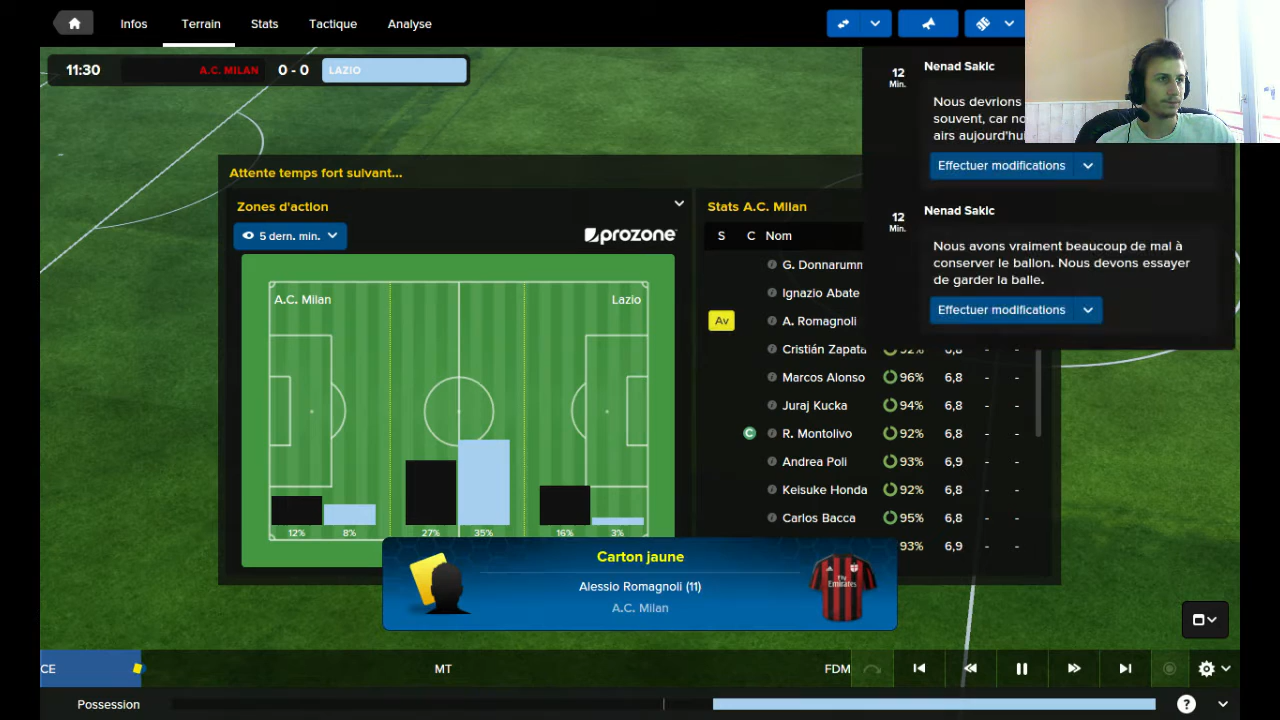 Infos Terrain Stats Tactique Analyse
11:30 A.C. MILAN 0 - 0 LAZIO
12 Min.
Nenad Sakic
Nous devrions
souvent, car no
airs aujourd'hui
Effectuer modifications
12 Min.
Nenad Sakic
Nous avons vraiment beaucoup de mal à
conserver le ballon. Nous devons essayer
de garder la balle.
Effectuer modifications
Attente temps fort suivant...
Zones d'action
5 dern. min.
prozone
A.C. Milan Lazio
12% 8% 27% 35% 16% 3%
Stats A.C. Milan
S C Nom
G. Donnarumm
Ignazio Abate
Av A. Romagnoli
Cristián Zapata 92% 6,8 - -
Marcos Alonso 96% 6,8 - -
Juraj Kucka 94% 6,8 - -
C R. Montolivo 92% 6,8 - -
Andrea Poli 93% 6,9 - -
Keisuke Honda 92% 6,8 - -
Carlos Bacca 95% 6,8 - -
93% 6,9 - -
Carton jaune
Alessio Romagnoli (11)
A.C. Milan
Fly
Emirates
CE MT FDM
Possession ?